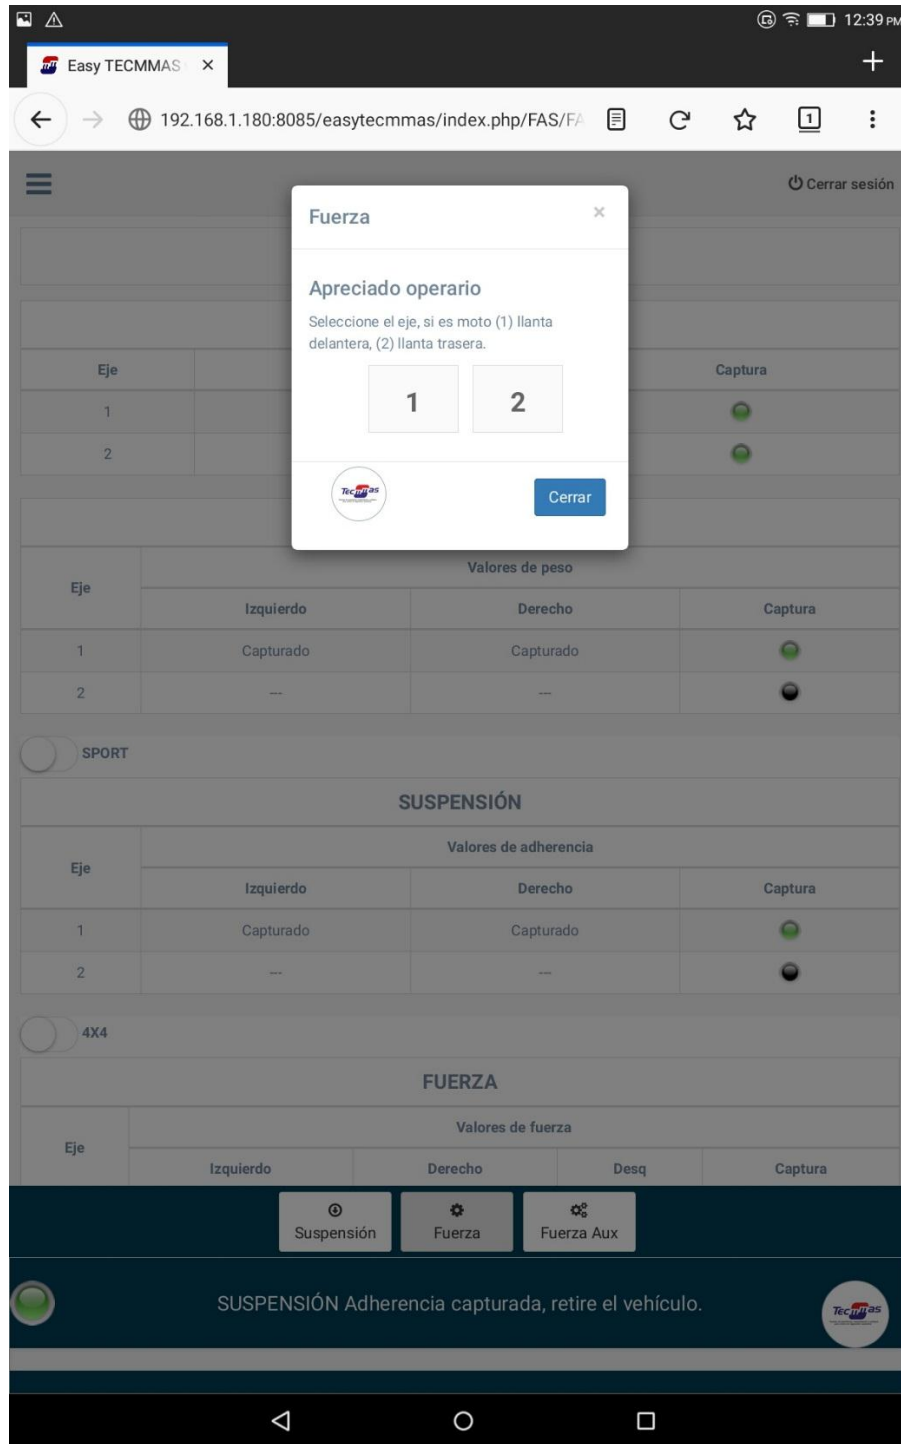 12:39 PM
Easy TECMMAS
192.168.1.180:8085/easytecmmas/index.php/FAS/FA
1
Cerrar sesión
Fuerza
Apreciado operario
Seleccione el eje, si es moto (1) llanta
delantera, (2) llanta trasera.
1 2
Tecmmas
Cerrar
Eje Captura
1
2
Eje Valores de peso
Izquierdo Derecho Captura
1 Capturado Capturado
2 --- ---
SPORT
SUSPENSIÓN
Eje Valores de adherencia
Izquierdo Derecho Captura
1 Capturado Capturado
2 --- ---
4X4
FUERZA
Eje Valores de fuerza
Izquierdo Derecho Desq Captura
Suspensión Fuerza Fuerza Aux
SUSPENSIÓN Adherencia capturada, retire el vehículo.
Tecmmas